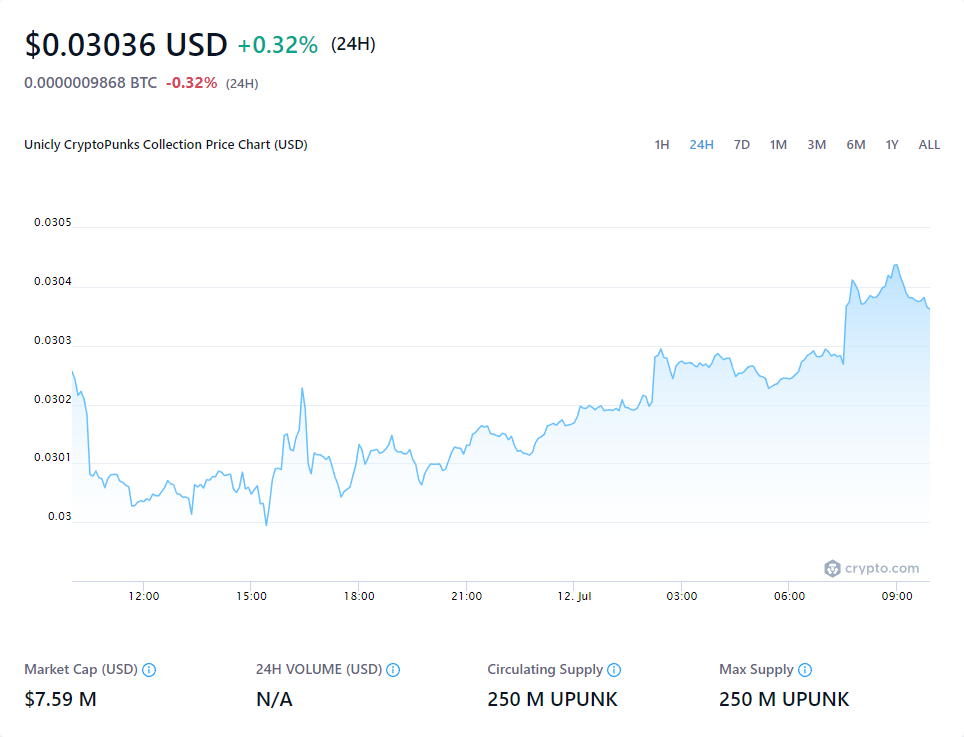 $0.03036 USD +0.32% (24H)
0.0000009868 BTC -0.32% (24H)
Unicly CryptoPunks Collection Price Chart (USD)
1H 24H 7D 1M 3M 6M 1Y ALL
0.0305
0.0304
0.0303
0.0302
0.0301
0.03
crypto.com
12:00 15:00 18:00 21:00 12. Jul 03:00 06:00 09:00
Market Cap (USD) 24H VOLUME (USD) Circulating Supply Max Supply
$7.59 M N/A 250 M UPUNK 250 M UPUNK